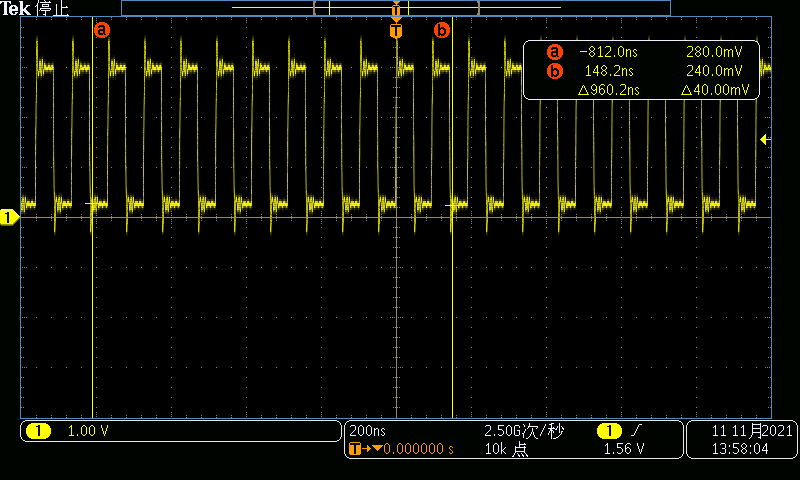 Tek 停止
T
a T b
a −812.0ns 280.0mV
b 148.2ns 240.0mV
△960.2ns △40.00mV
1
1 1.00 V
200ns 2.50G次/秒 1 1.56 V
T→▼0.000000 s 10k 点
11 11月2021
13:58:04